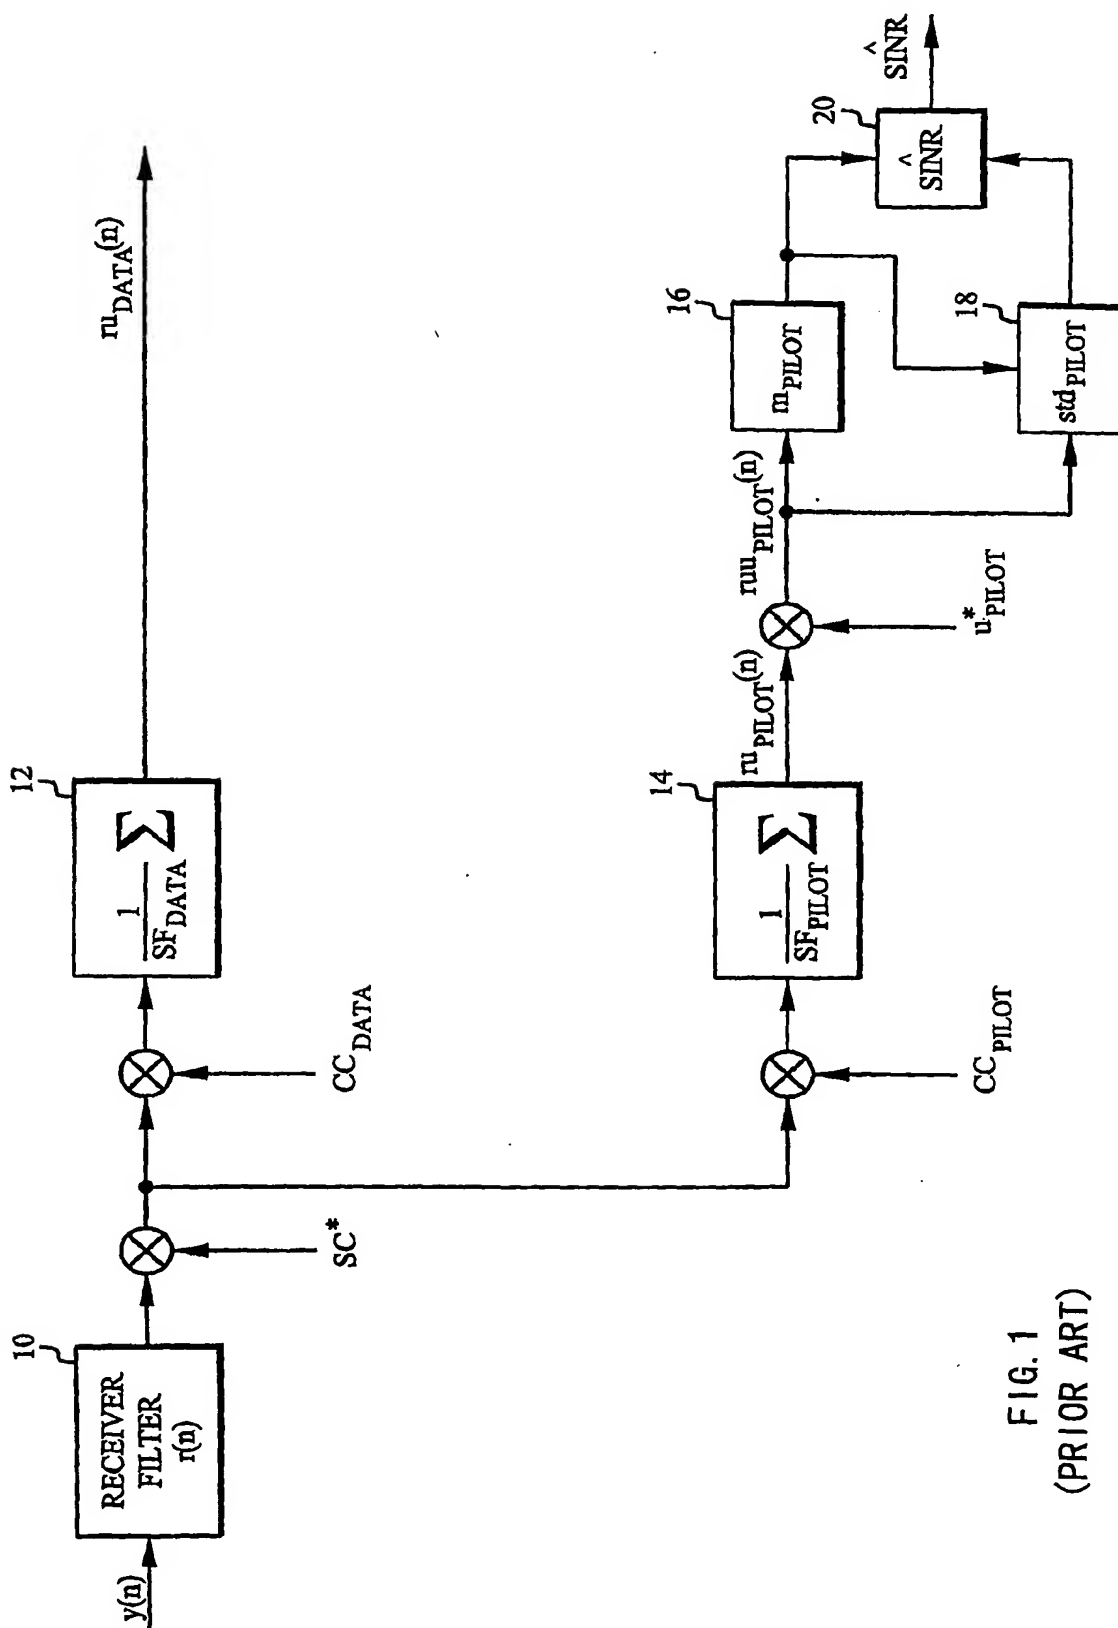 y(n)
10
RECEIVER
FILTER
r(n)
SC*
CC_DATA
12
1
SF_DATA
Σ
ru_DATA(n)
CC_PILOT
14
1
SF_PILOT
Σ
ru_PILOT(n)
u*_PILOT
ruu_PILOT(n)
16
m_PILOT
18
std_PILOT
20
^
SINR
^
SINR
FIG. 1
(PRIOR ART)